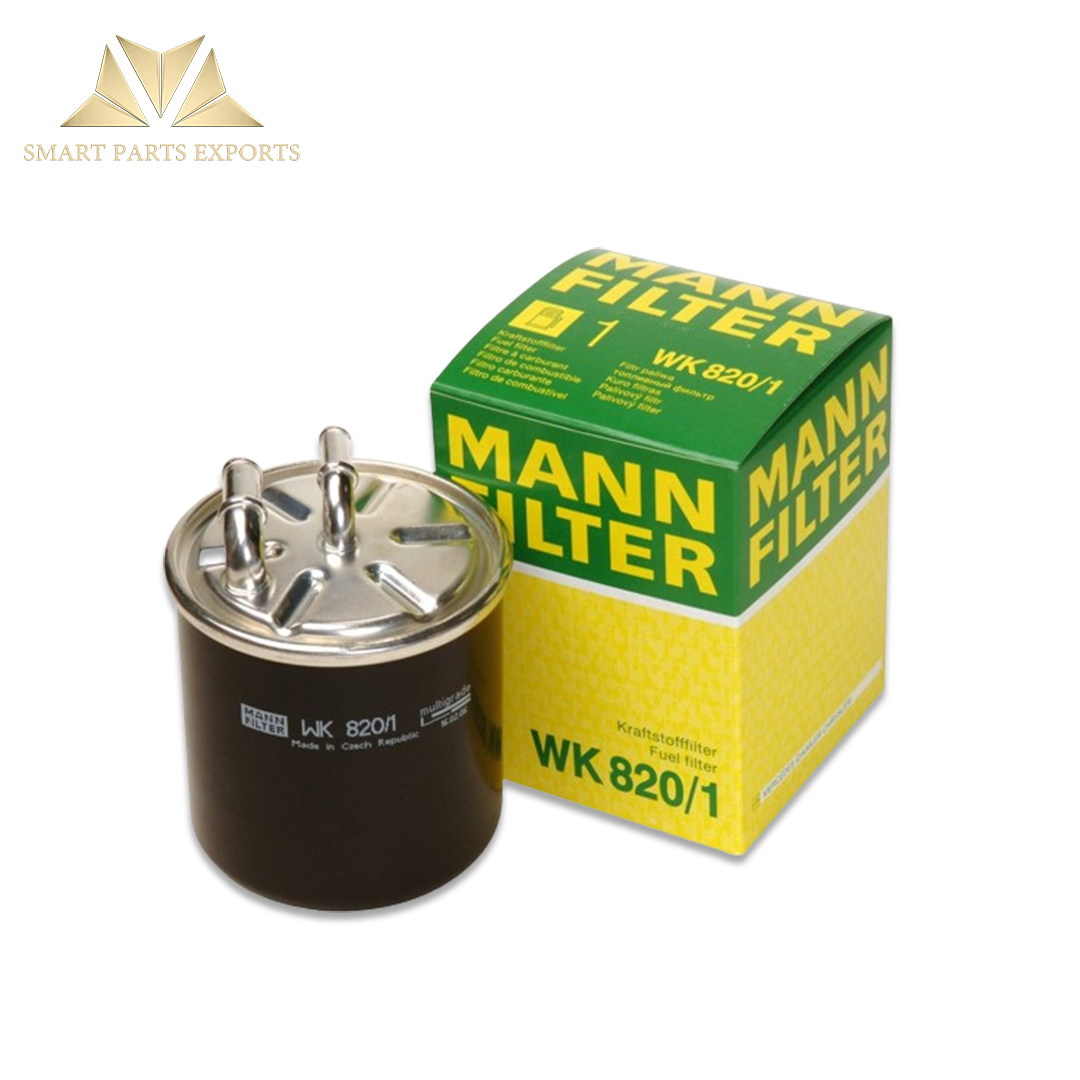 SMART PARTS EXPORTS
MANN
FILTER
1
WK 820/1
Kraftstofffilter
Fuel filter
Filtre à carburant
Filtro de combustible
Filtro carburante
Filtro de combustível
Filtr paliwa
топливный фильтр
Kuro filtras
Palivový filtr
Palivový filter
MANN
FILTER
MANN
FILTER
Kraftstofffilter
Fuel filter
WK 820/1
MANN
FILTER
WK 820/1
Made in Czech Republic
multigrade